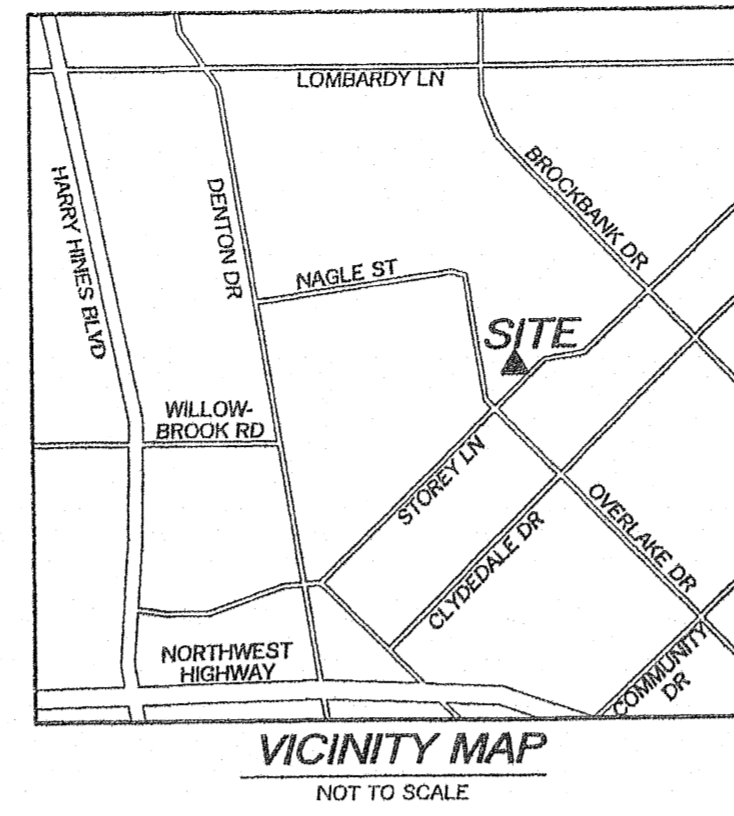 LOMBARDY LN
BROCKBANK DR
HARRY HINES BLVD
DENTON DR
NAGLE ST
SITE
WILLOW-
BROOK RD
STOREY LN
CLYDEDALE DR
OVERLAKE DR
NORTHWEST
HIGHWAY
COMMUNITY
DR
VICINITY MAP
NOT TO SCALE